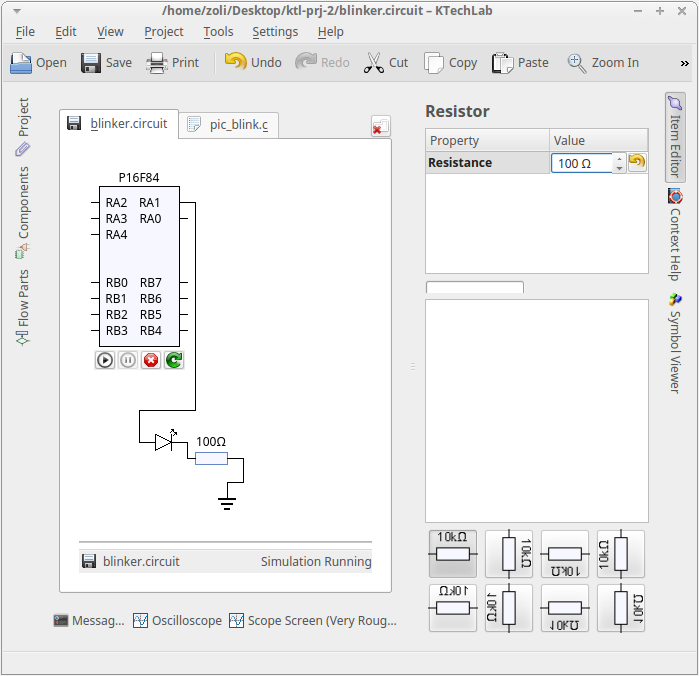 /home/zoli/Desktop/ktl-prj-2/blinker.circuit – KTechLab
File Edit View Project Tools Settings Help
Open Save Print Undo Redo Cut Copy Paste Zoom In »
Project
Components
Flow Parts
blinker.circuit pic_blink.c
P16F84
RA2 RA1
RA3 RA0
RA4
RB0 RB7
RB1 RB6
RB2 RB5
RB3 RB4
100Ω
blinker.circuit Simulation Running
Messag... Oscilloscope Scope Screen (Very Roug...
Resistor
Property Value
Resistance 100 Ω
10kΩ 10kΩ 10kΩ 10kΩ
10kΩ 10kΩ 10kΩ 10kΩ
Item Editor
Context Help
Symbol Viewer